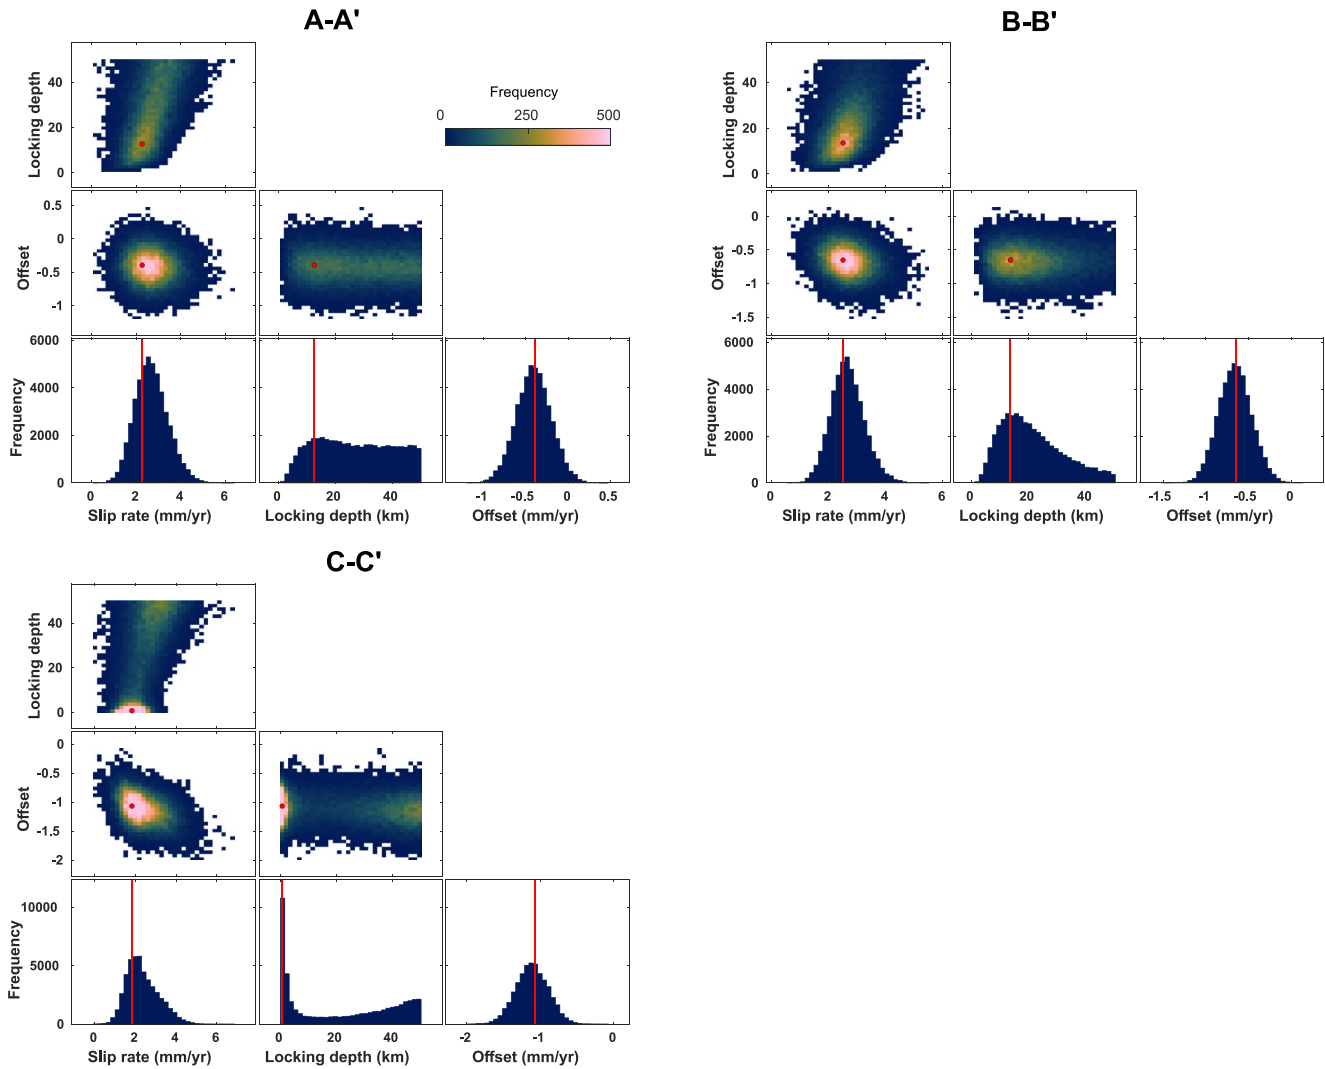 A-A'
Locking depth
40
20
0
Frequency
0
250
500
Offset
0.5
0
-0.5
-1
Frequency
6000
4000
2000
0
0 2 4 6
Slip rate (mm/yr)
0 20 40
Locking depth (km)
-1 -0.5 0 0.5
Offset (mm/yr)
B-B'
Locking depth
40
20
0
Offset
0
-0.5
-1
-1.5
Frequency
6000
4000
2000
0
0 2 4 6
Slip rate (mm/yr)
0 20 40
Locking depth (km)
-1.5 -1 -0.5 0
Offset (mm/yr)
C-C'
Locking depth
40
20
0
Offset
0
-0.5
-1
-1.5
-2
Frequency
10000
5000
0
0 2 4 6
Slip rate (mm/yr)
0 20 40
Locking depth (km)
-2 -1 0
Offset (mm/yr)